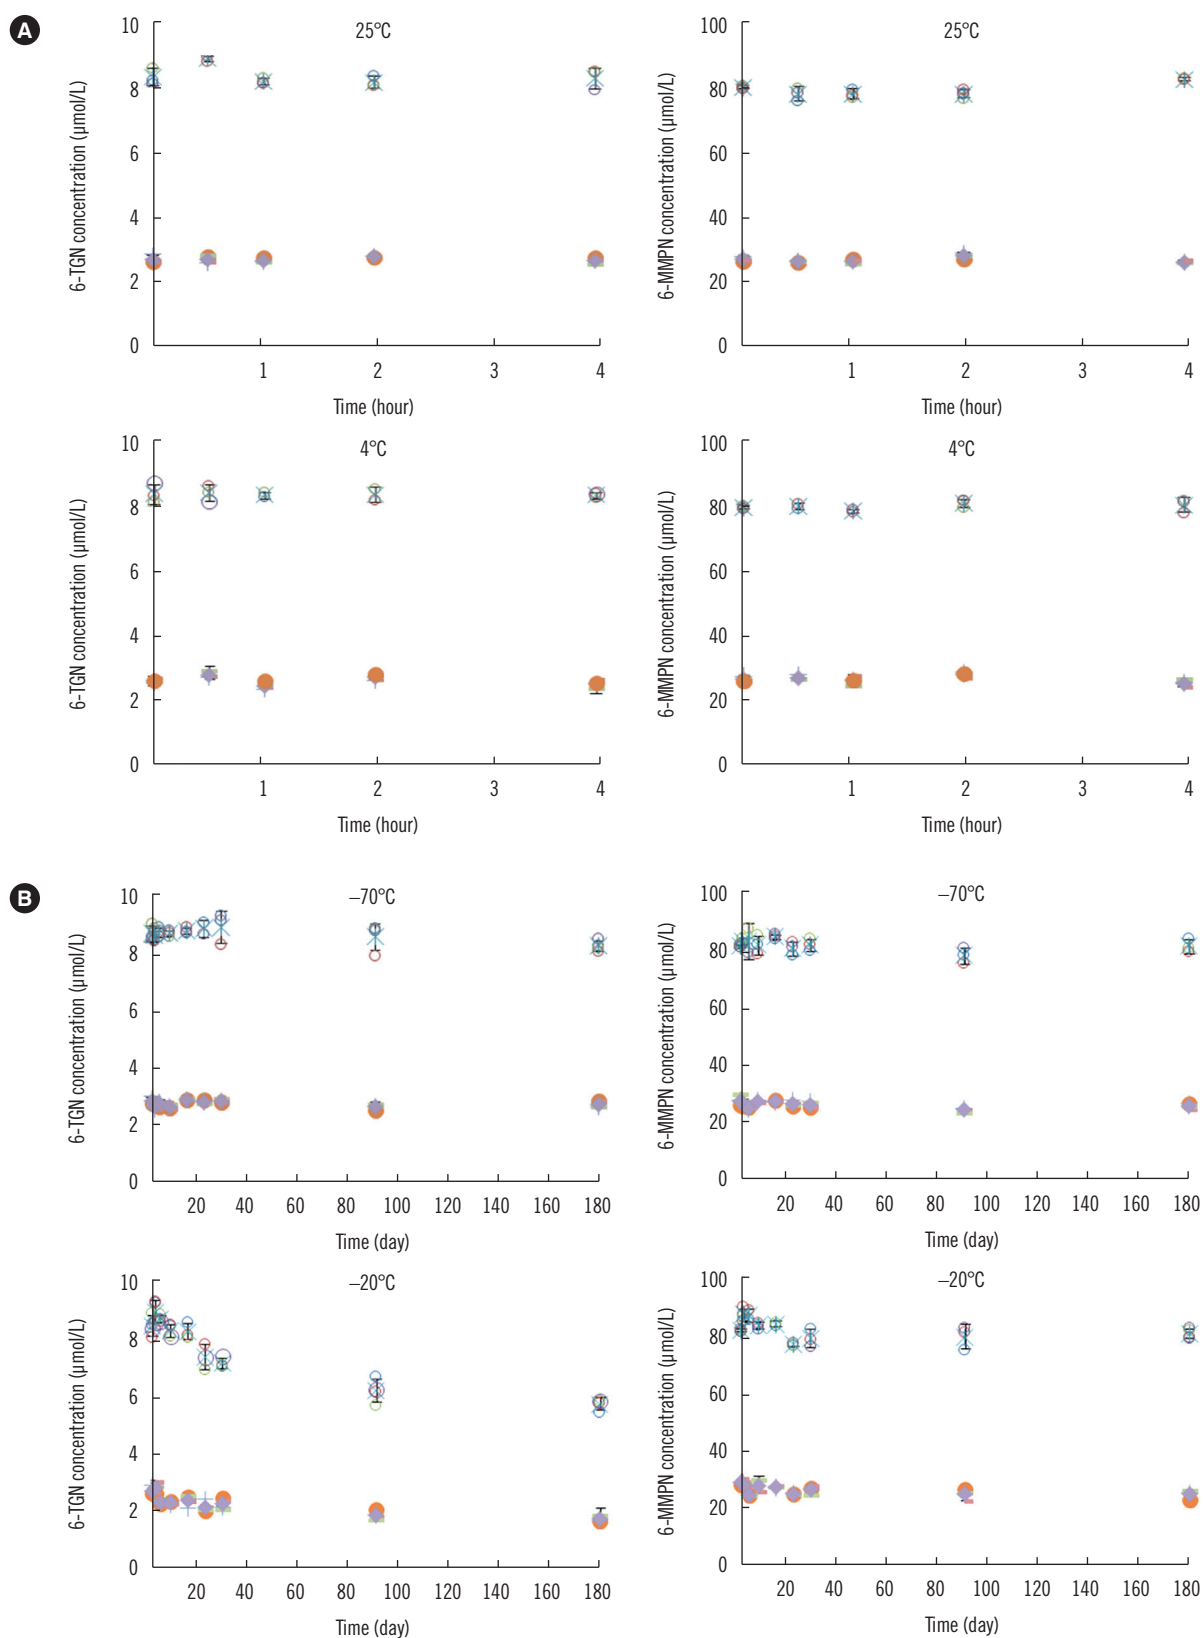 A
25°C
6-TGN concentration (µmol/L)
10
8
6
4
2
0
1 2 3 4
Time (hour)
25°C
6-MMPN concentration (µmol/L)
100
80
60
40
20
0
1 2 3 4
Time (hour)
4°C
6-TGN concentration (µmol/L)
10
8
6
4
2
0
1 2 3 4
Time (hour)
4°C
6-MMPN concentration (µmol/L)
100
80
60
40
20
0
1 2 3 4
Time (hour)
B
–70°C
6-TGN concentration (µmol/L)
10
8
6
4
2
0
20 40 60 80 100 120 140 160 180
Time (day)
–70°C
6-MMPN concentration (µmol/L)
100
80
60
40
20
0
20 40 60 80 100 120 140 160 180
Time (day)
–20°C
6-TGN concentration (µmol/L)
10
8
6
4
2
0
20 40 60 80 100 120 140 160 180
Time (day)
–20°C
6-MMPN concentration (µmol/L)
100
80
60
40
20
0
20 40 60 80 100 120 140 160 180
Time (day)